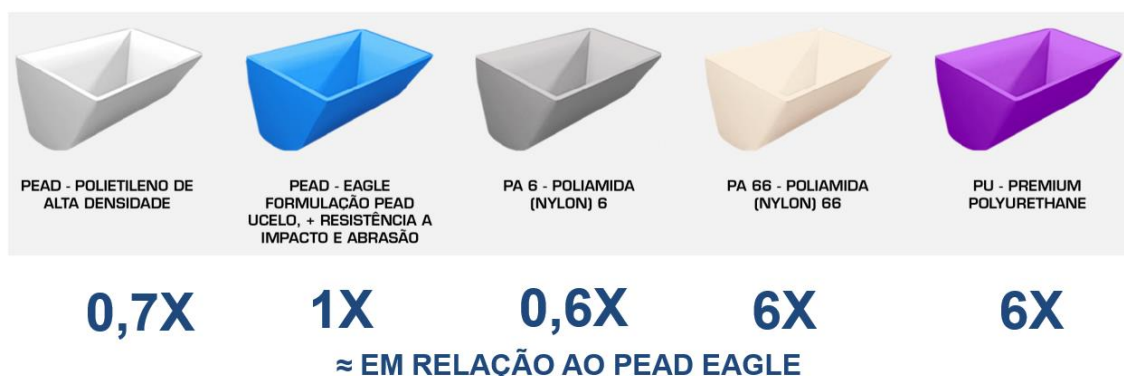 PEAD - POLIETILENO DE
ALTA DENSIDADE
PEAD - EAGLE
FORMULAÇÃO PEAD
UCELO, + RESISTÊNCIA A
IMPACTO E ABRASÃO
PA 6 - POLIAMIDA
(NYLON) 6
PA 66 - POLIAMIDA
(NYLON) 66
PU - PREMIUM
POLYURETHANE
0,7X
1X
0,6X
6X
6X
≈ EM RELAÇÃO AO PEAD EAGLE